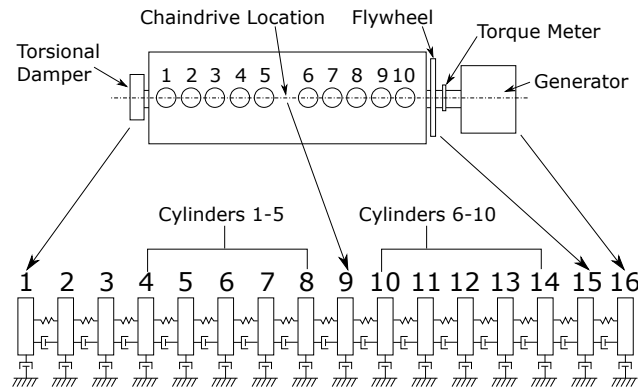 Chaindrive Location
Flywheel
Torque Meter
Torsional
Damper
Generator
1 2 3 4 5 6 7 8 9 10
Cylinders 1-5 Cylinders 6-10
1 2 3 4 5 6 7 8 9 10 11 12 13 14 15 16